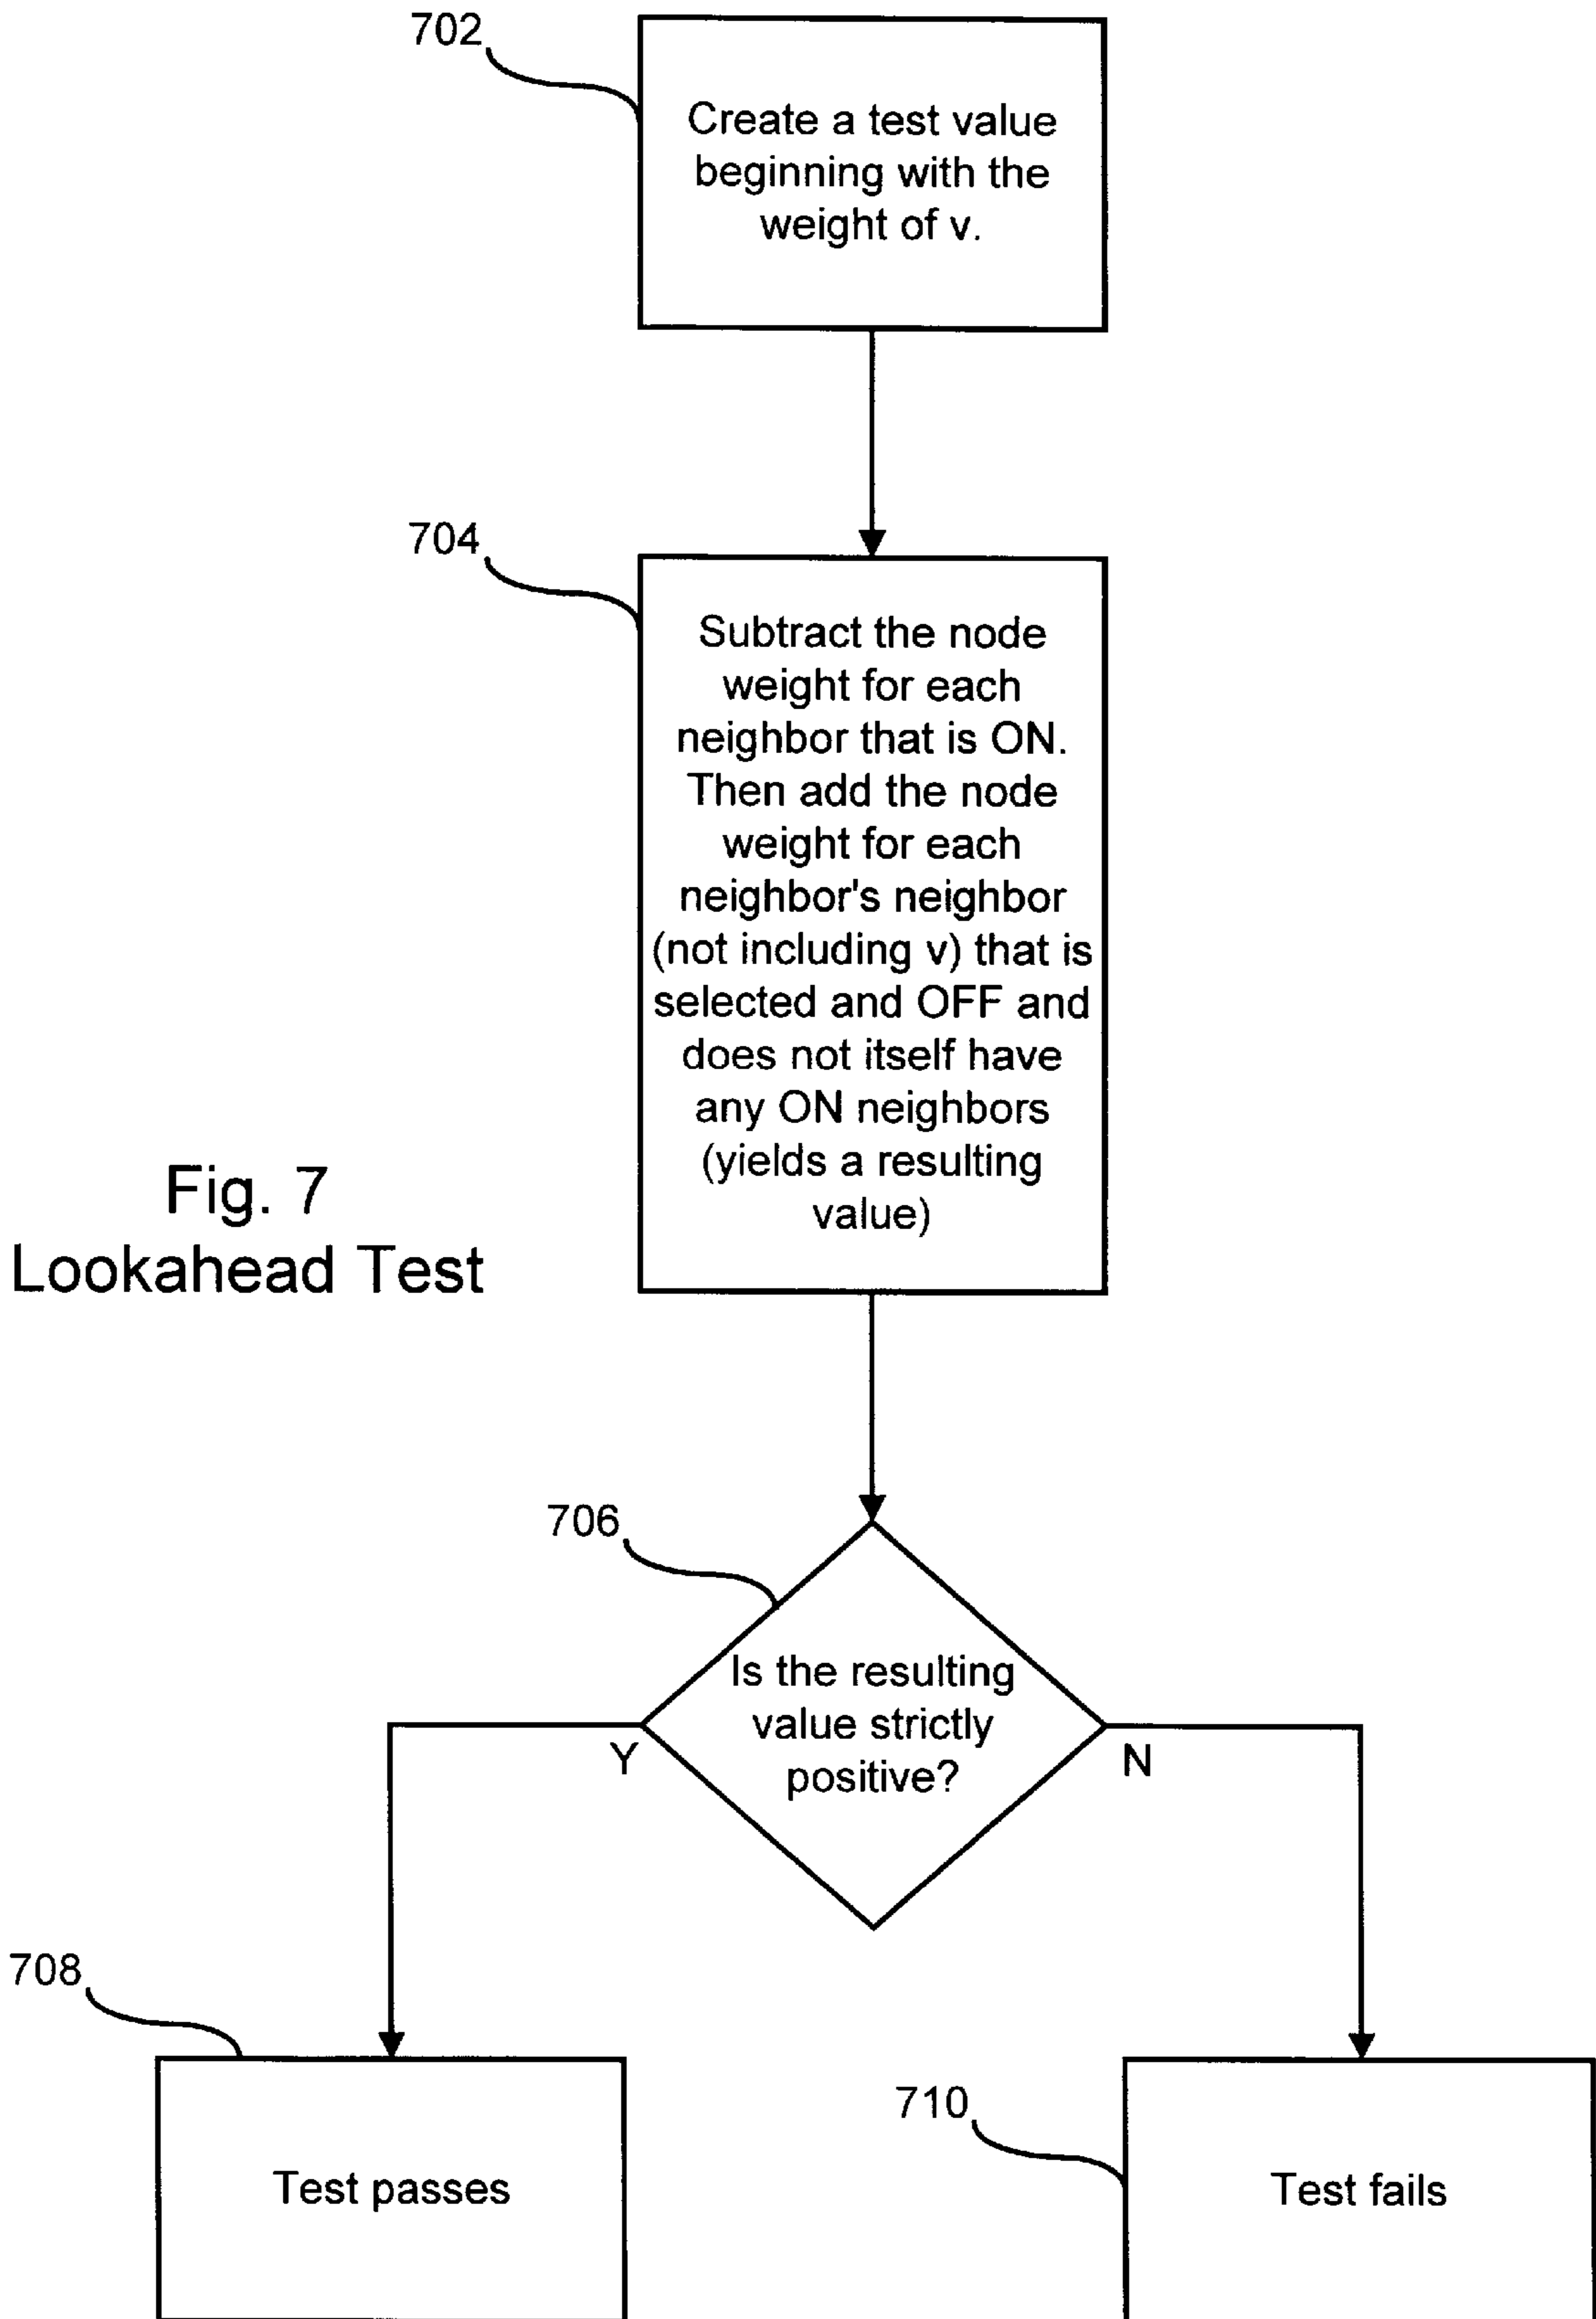 702
Create a test value
beginning with the
weight of v.
704
Subtract the node
weight for each
neighbor that is ON.
Then add the node
weight for each
neighbor's neighbor
(not including v) that is
selected and OFF and
does not itself have
any ON neighbors
(yields a resulting
value)
Fig. 7
Lookahead Test
706
Is the resulting
value strictly
positive?
Y
N
708
Test passes
710
Test fails